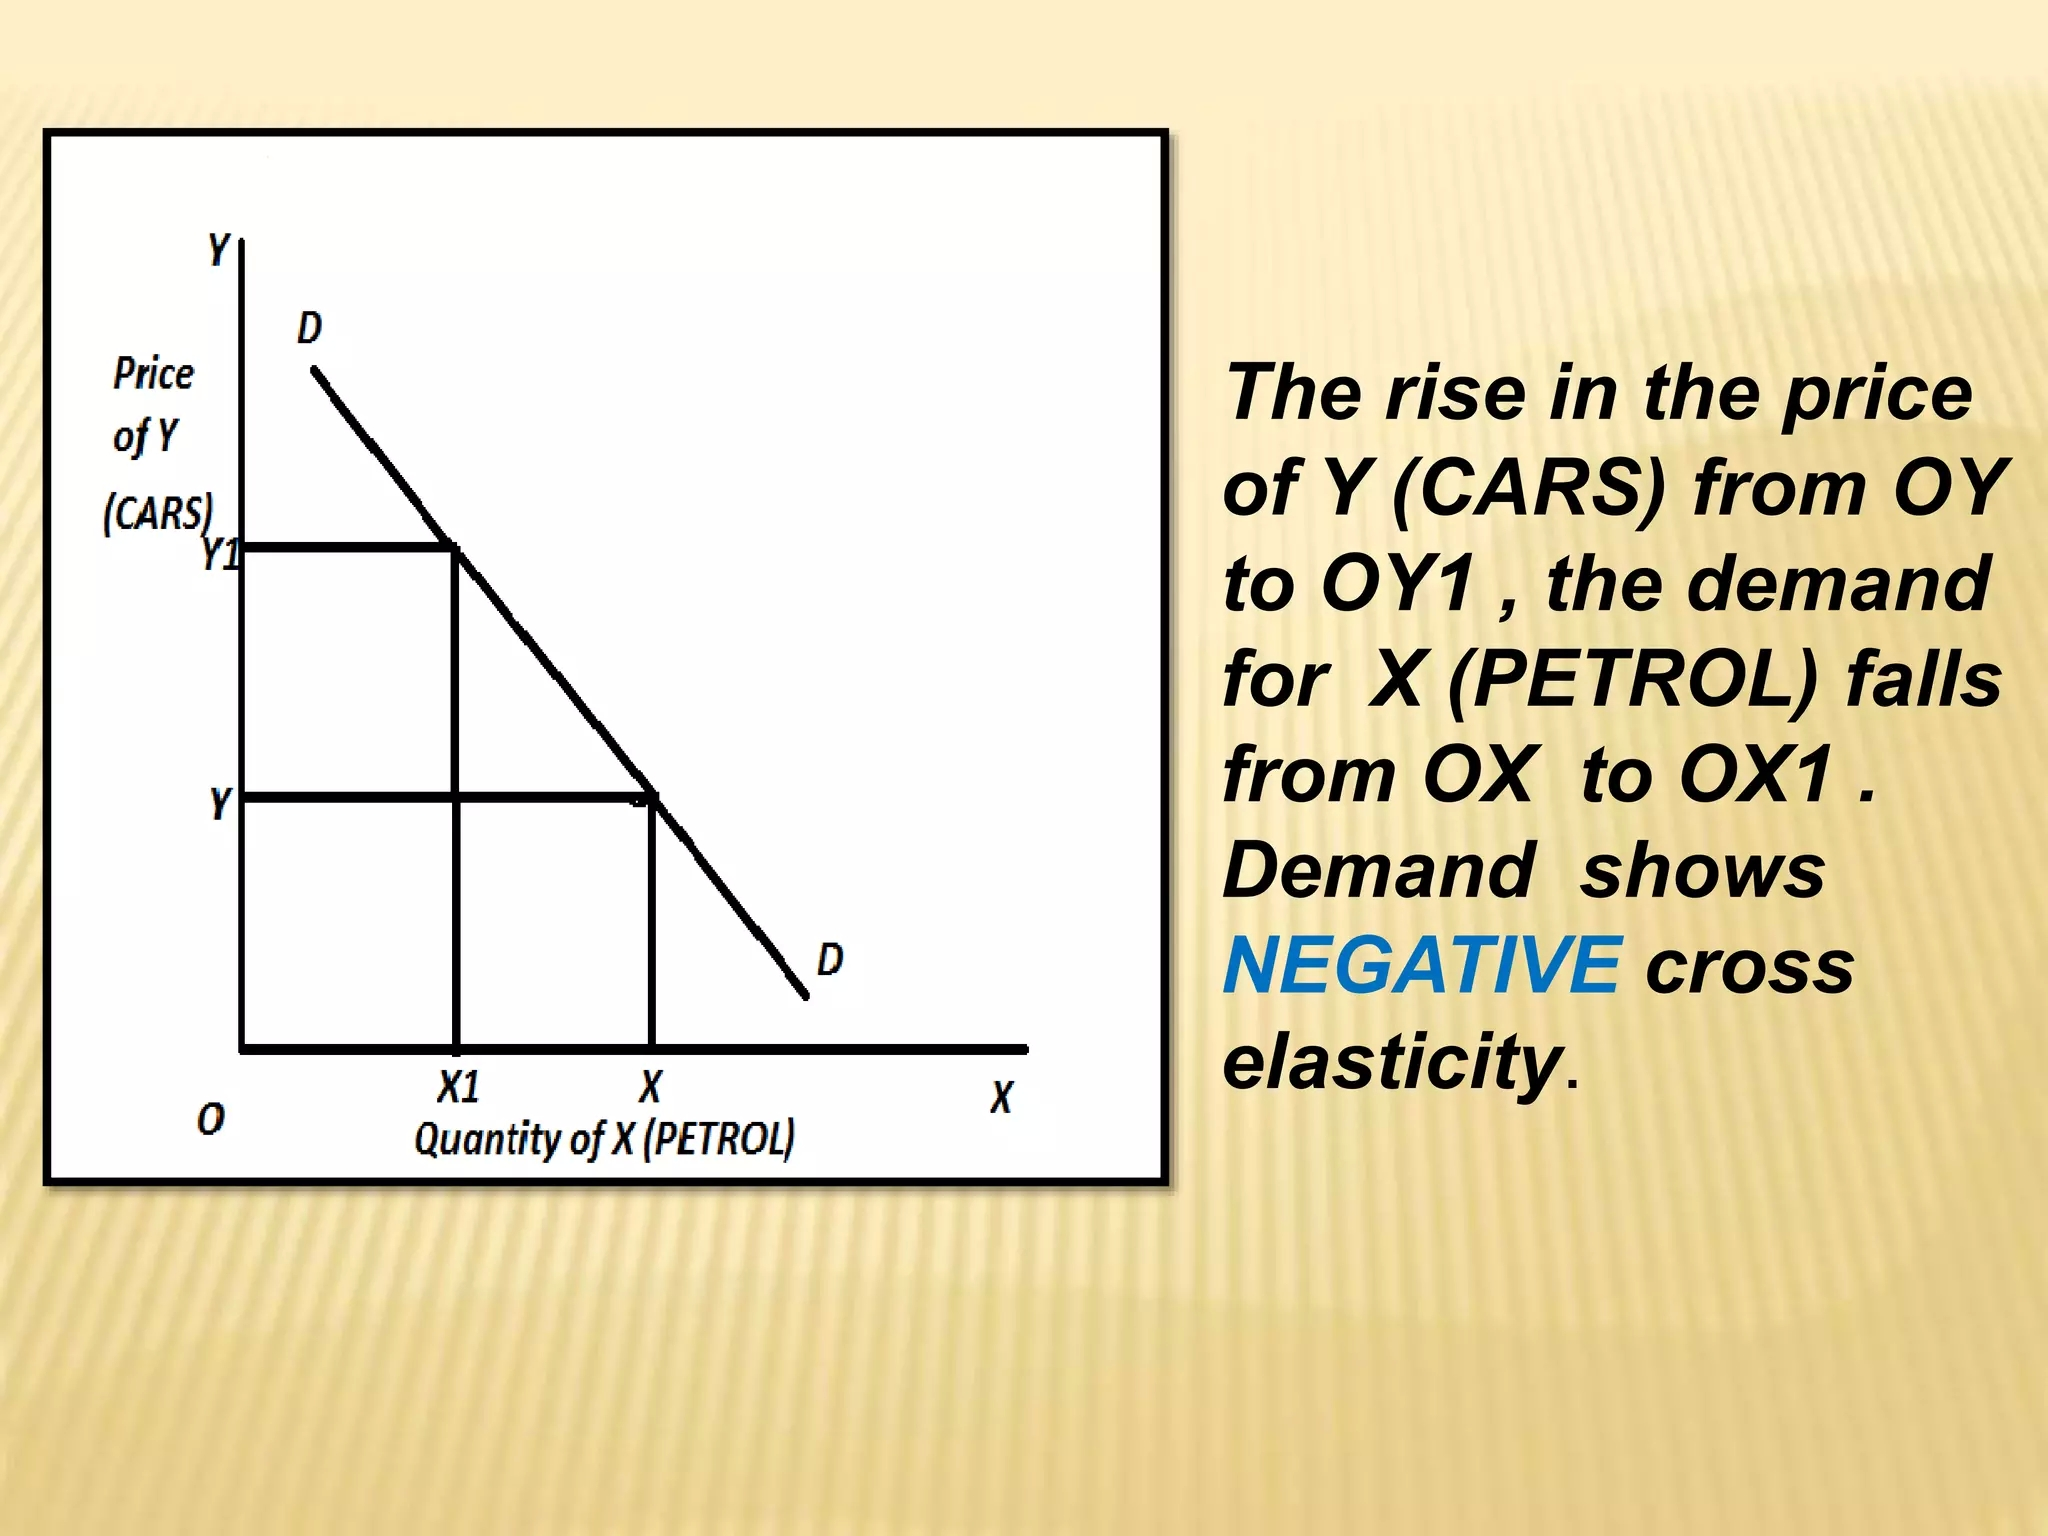 Y
D
Price
of Y
(CARS)
Y1
Y
D
X1 X X
O
Quantity of X (PETROL)
The rise in the price
of Y (CARS) from OY
to OY1 , the demand
for X (PETROL) falls
from OX to OX1 .
Demand shows
NEGATIVE cross
elasticity.